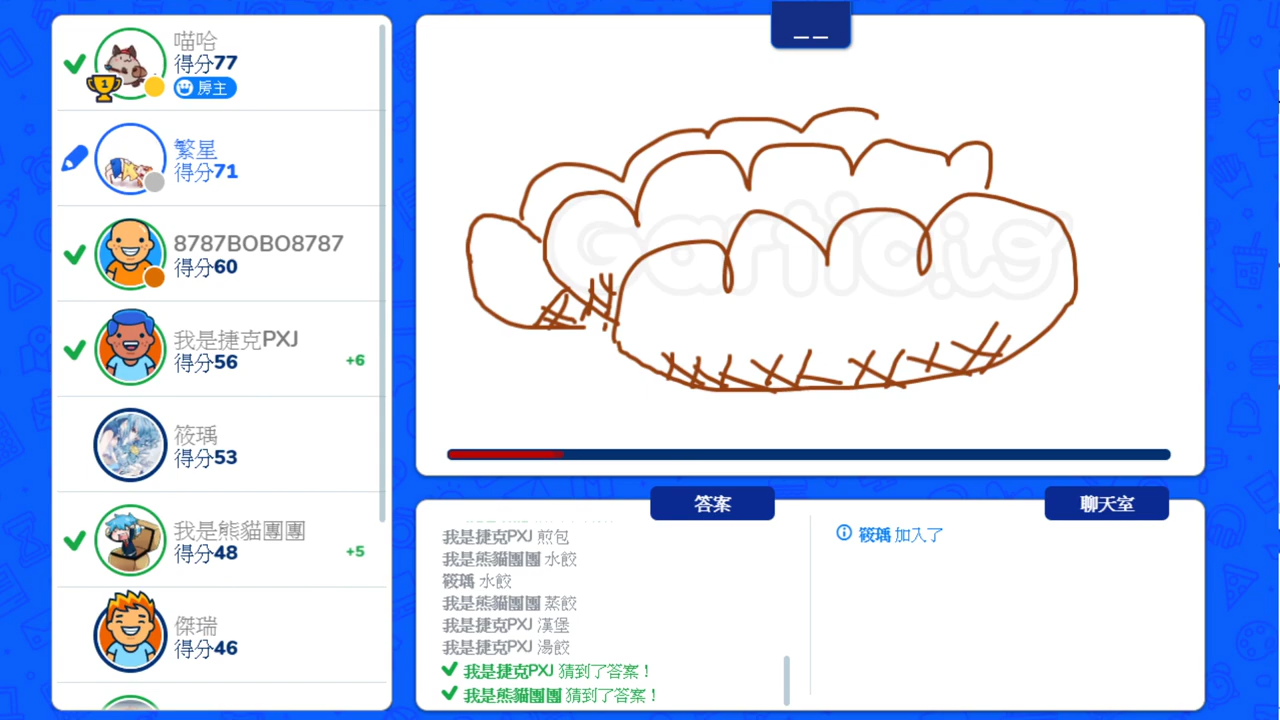 喵哈
得分77
1
房主
繁星
得分71
8787BOBO8787
得分60
我是捷克PXJ
得分56
+6
筱瑀
得分53
我是熊貓團團
得分48
+5
傑瑞
得分46
Gartic.io
答案
我是捷克PXJ 煎包
我是熊貓團團 水餃
筱瑀 水餃
我是熊貓團團 蒸餃
我是捷克PXJ 漢堡
我是捷克PXJ 湯餃
我是捷克PXJ 猜到了答案！
我是熊貓團團 猜到了答案！
聊天室
筱瑀 加入了